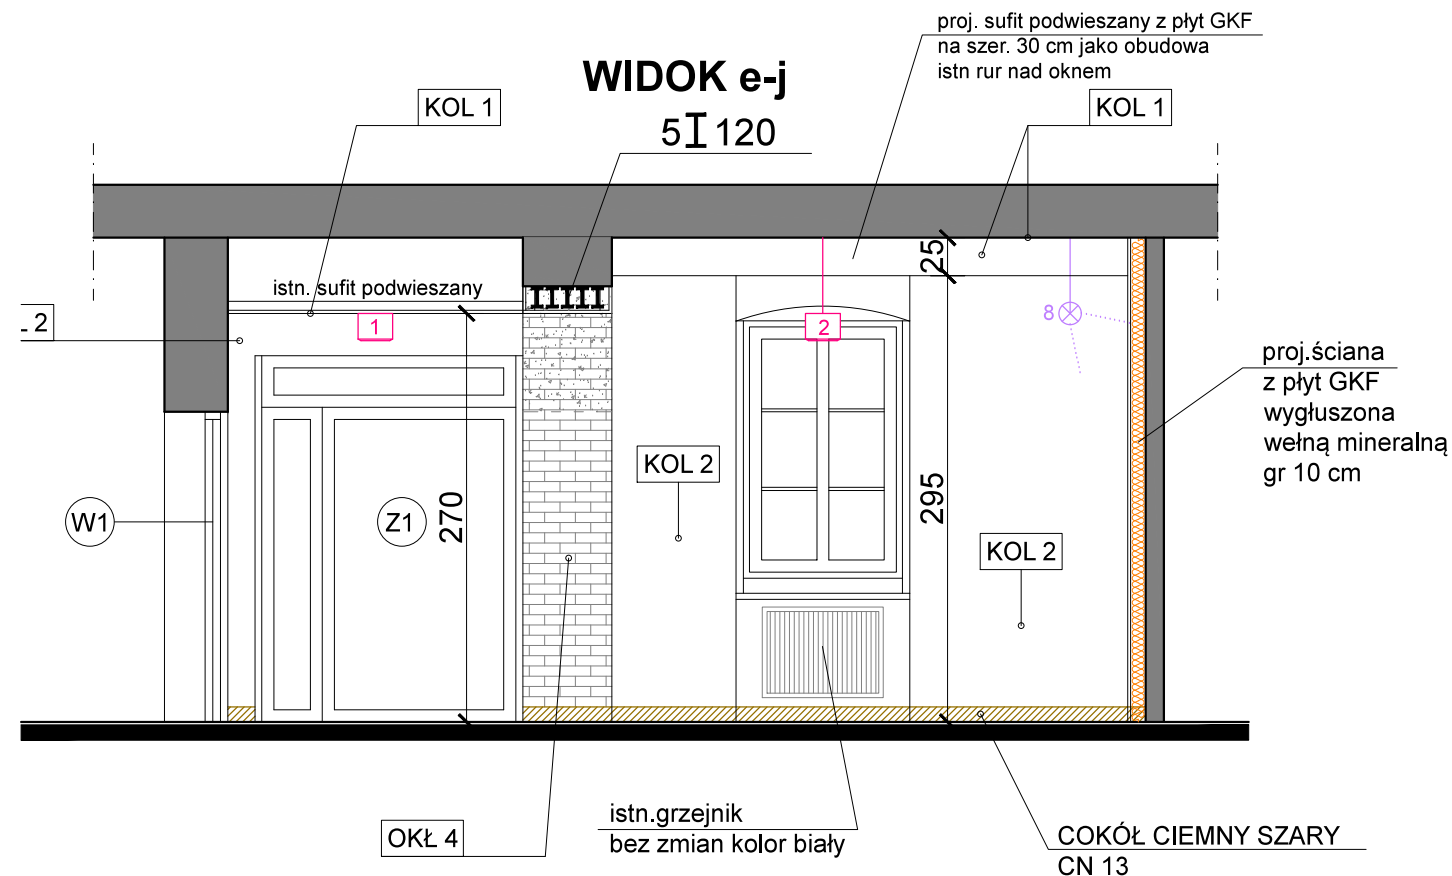 proj. sufit podwieszany z płyt GKF
na szer. 30 cm jako obudowa
istn rur nad oknem
WIDOK e-j
5I120
KOL 1
KOL 1
25
istn. sufit podwieszany
1
2
8
2
proj.ściana
z płyt GKF
wygłuszona
wełną mineralną
gr 10 cm
KOL 2
W1
Z1
270
295
KOL 2
istn.grzejnik
bez zmian kolor biały
OKŁ 4
COKÓŁ CIEMNY SZARY
CN 13